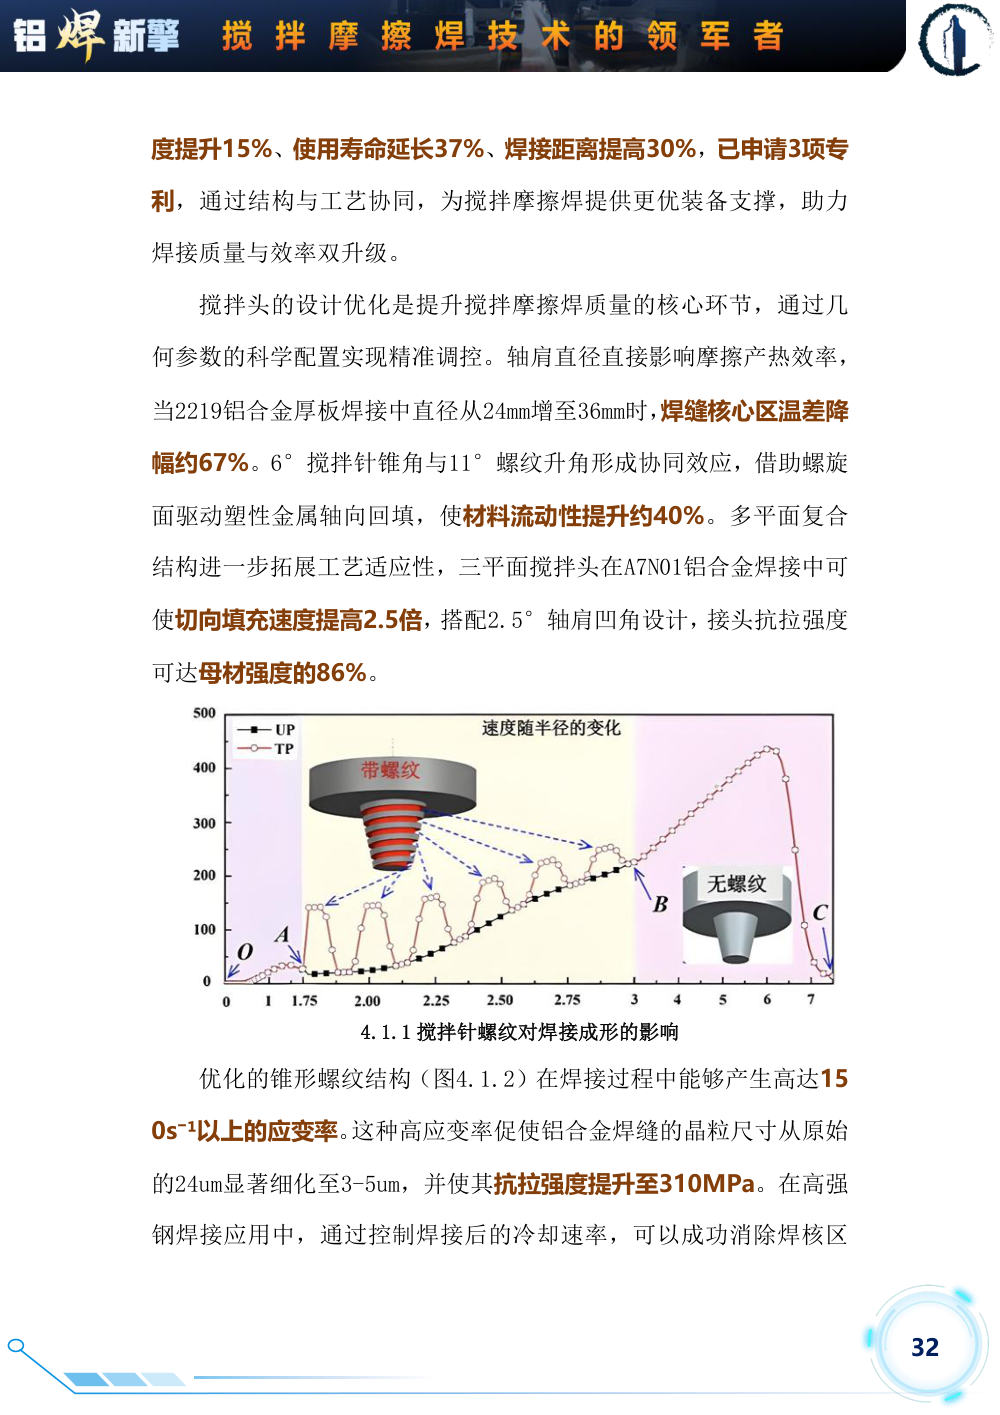 铝焊新擎 搅拌摩擦焊技术的领军者
度提升15%、使用寿命延长37%、焊接距离提高30%，已申请3项专
利，通过结构与工艺协同，为搅拌摩擦焊提供更优装备支撑，助力
焊接质量与效率双升级。
搅拌头的设计优化是提升搅拌摩擦焊质量的核心环节，通过几
何参数的科学配置实现精准调控。轴肩直径直接影响摩擦产热效率，
当2219铝合金厚板焊接中直径从24mm增至36mm时，焊缝核心区温差降
幅约67%。6°搅拌针锥角与11°螺纹升角形成协同效应，借助螺旋
面驱动塑性金属轴向回填，使材料流动性提升约40%。多平面复合
结构进一步拓展工艺适应性，三平面搅拌头在A7N01铝合金焊接中可
使切向填充速度提高2.5倍，搭配2.5°轴肩凹角设计，接头抗拉强度
可达母材强度的86%。
500
400
300
200
100
0
UP
TP
速度随半径的变化
带螺纹
无螺纹
O
A
B
C
0 1 1.75 2.00 2.25 2.50 2.75 3 4 5 6 7
4.1.1 搅拌针螺纹对焊接成形的影响
优化的锥形螺纹结构（图4.1.2）在焊接过程中能够产生高达15
0s⁻¹以上的应变率。这种高应变率促使铝合金焊缝的晶粒尺寸从原始
的24um显著细化至3-5um，并使其抗拉强度提升至310MPa。在高强
钢焊接应用中，通过控制焊接后的冷却速率，可以成功消除焊核区
32